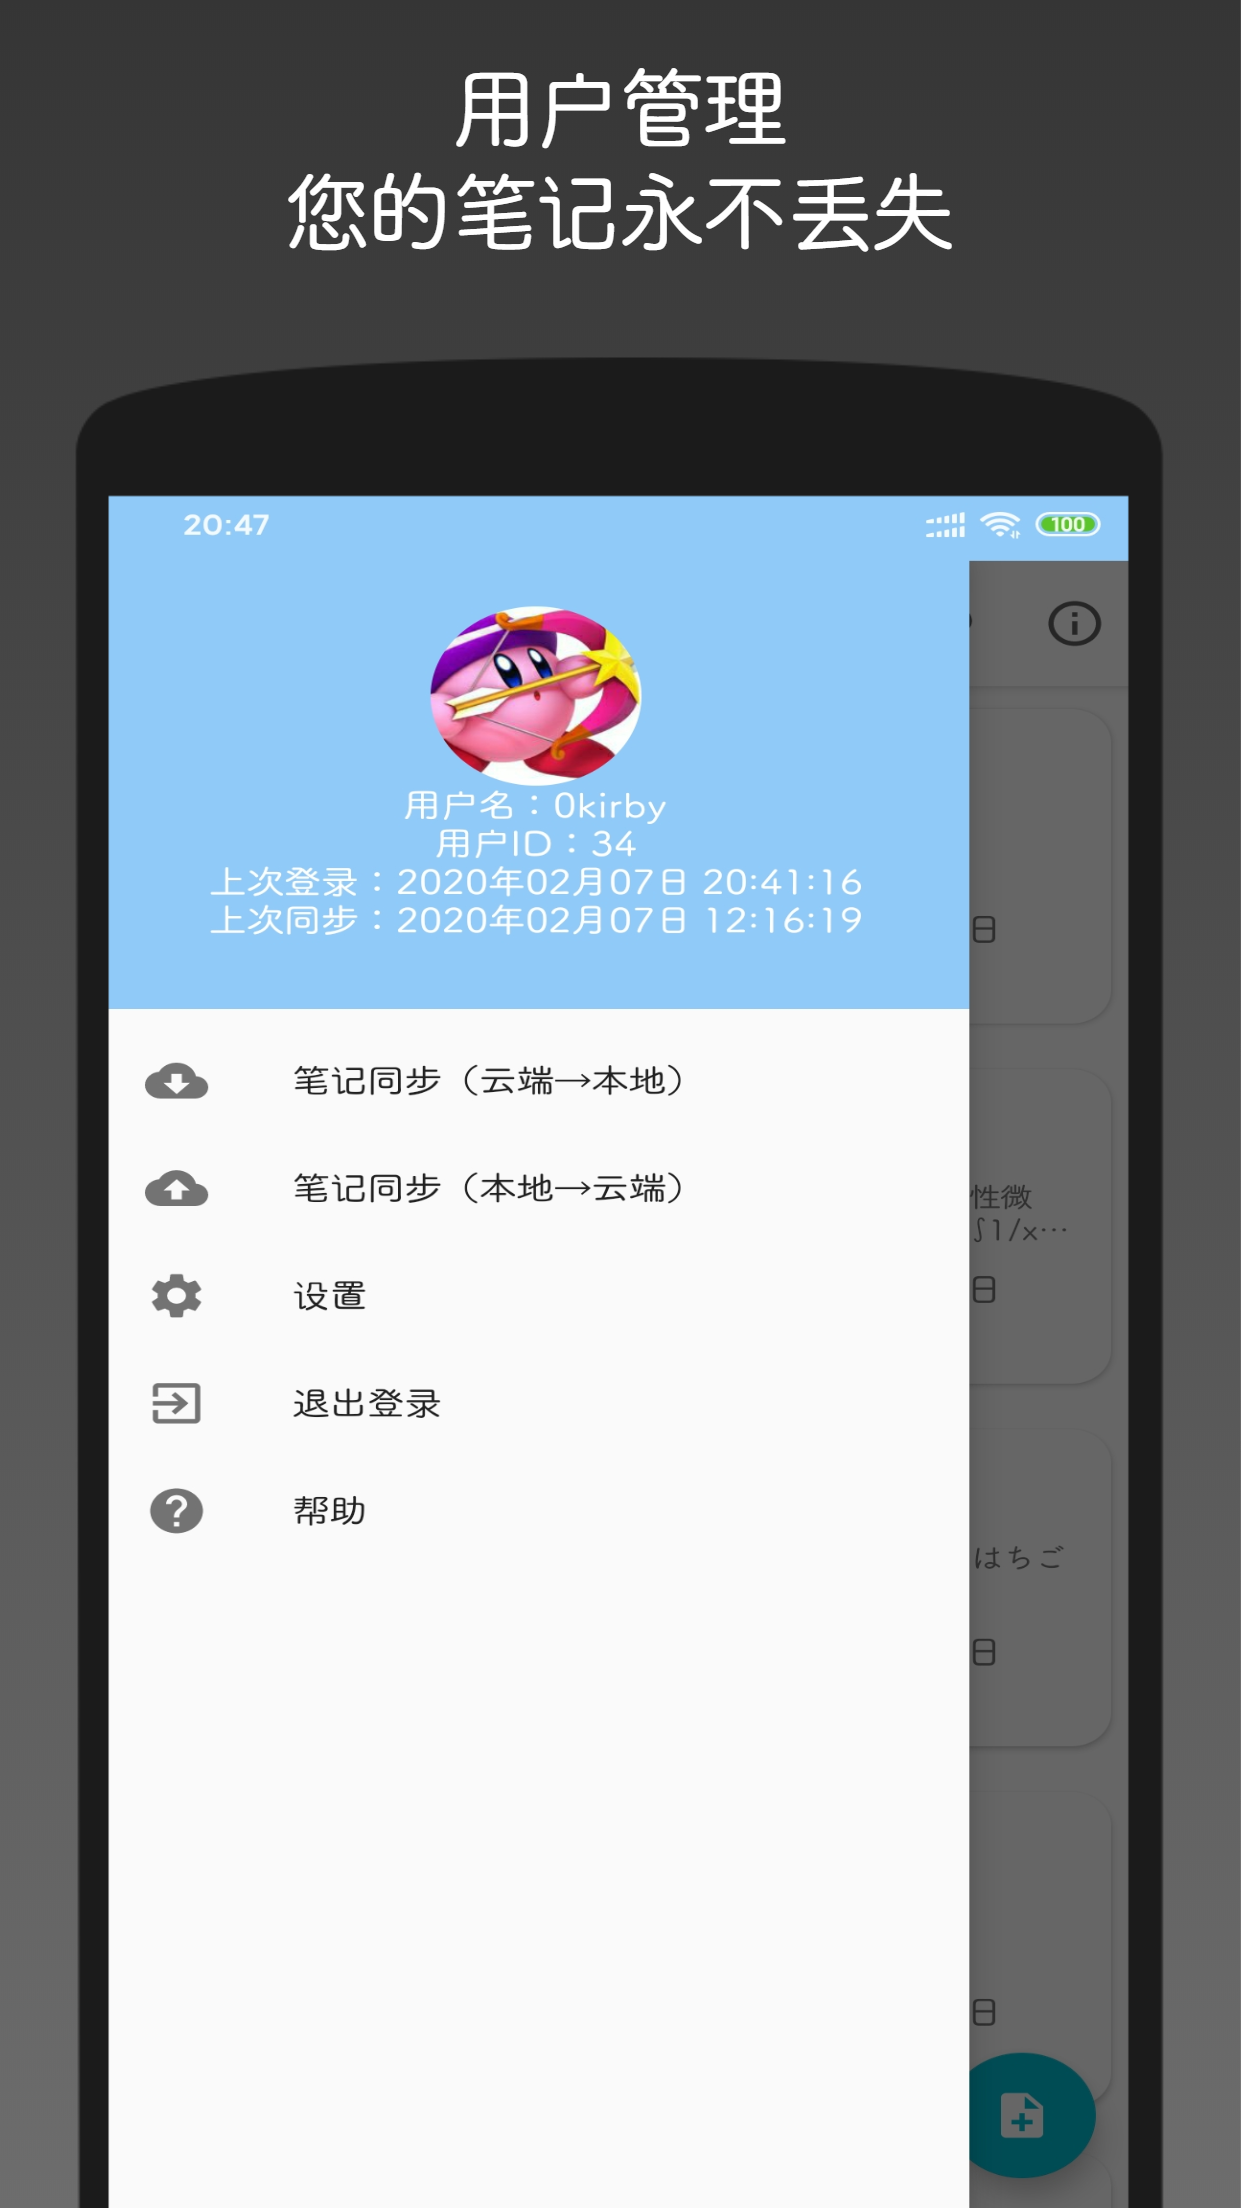 用户管理
您的笔记永不丢失
20:47
100
用户名：0kirby
用户ID：34
上次登录：2020年02月07日 20:41:16
上次同步：2020年02月07日 12:16:19
日
笔记同步（云端→本地）
笔记同步（本地→云端）
性微
∫1/x…
设置
日
退出登录
帮助
はちご
日
日